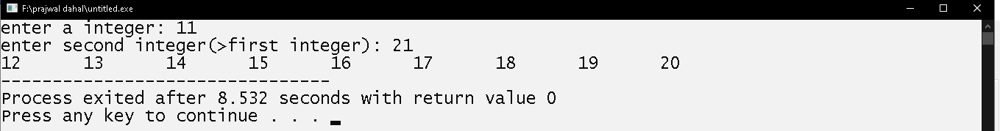 F:\prajwal dahal\untitled.exe
enter a integer: 11
enter second integer(>first integer): 21
12 13 14 15 16 17 18 19 20
--------------------------------
Process exited after 8.532 seconds with return value 0
Press any key to continue . . .